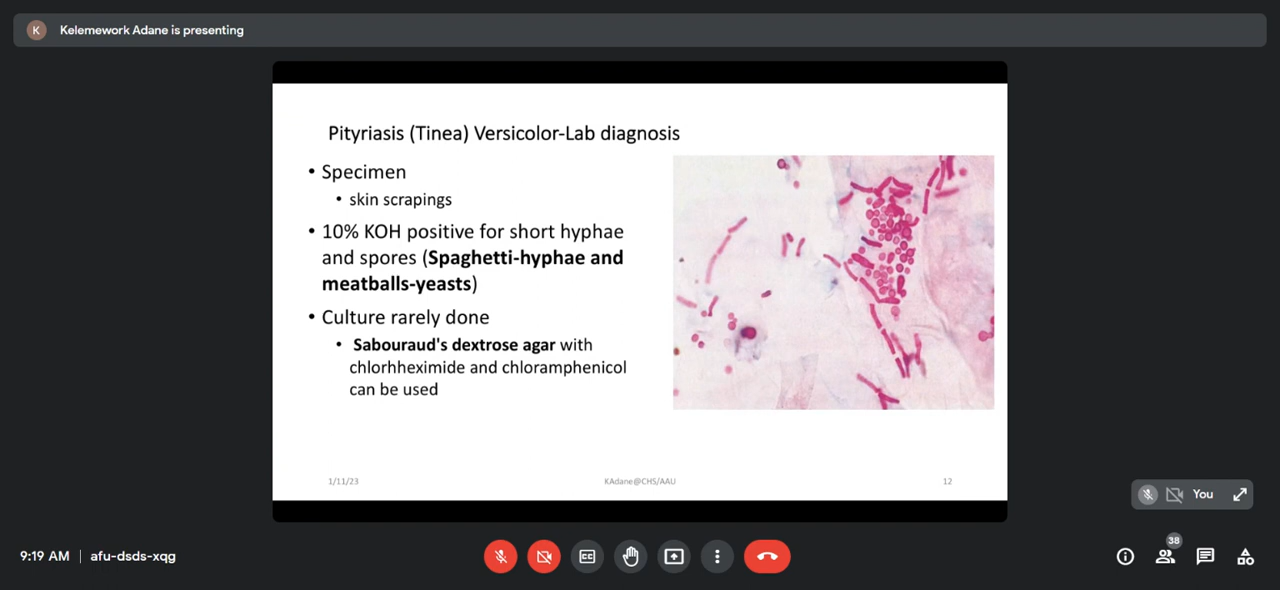 K
Kelemework Adane is presenting
Pityriasis (Tinea) Versicolor-Lab diagnosis
• Specimen
• skin scrapings
• 10% KOH positive for short hyphae
and spores (Spaghetti-hyphae and
meatballs-yeasts)
• Culture rarely done
• Sabouraud's dextrose agar with
chlorhheximide and chloramphenicol
can be used
1/11/23
KAdane@CHS/AAU
12
You
9:19 AM | afu-dsds-xqg
CC
38